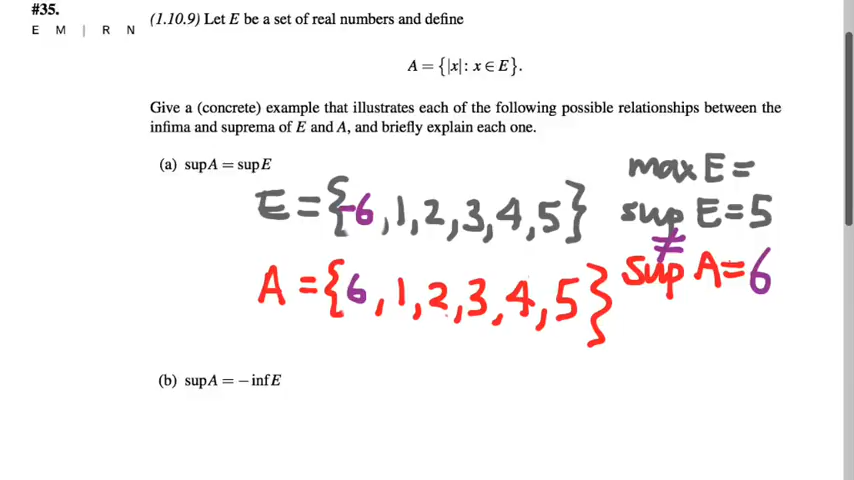 #35.
E M | R N
(1.10.9) Let E be a set of real numbers and define
A = {|x| : x ∈ E}.
Give a (concrete) example that illustrates each of the following possible relationships between the
infima and suprema of E and A, and briefly explain each one.
(a) sup A = sup E
max E =
E = {-6, 1, 2, 3, 4, 5}
sup E = 5
≠
A = {6, 1, 2, 3, 4, 5}
sup A = 6
(b) sup A = − inf E